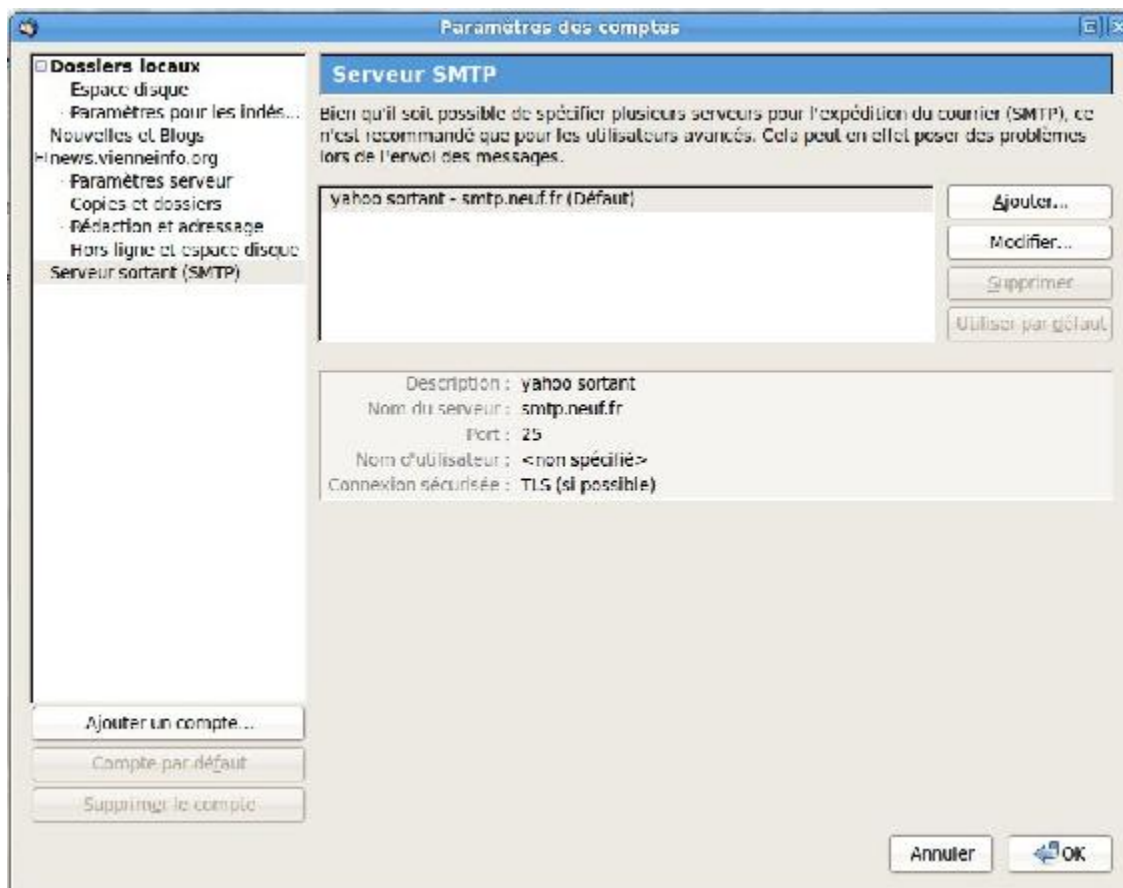 Paramètres des comptes
Dossiers locaux
Espace disque
Paramètres pour les indés...
Nouvelles et Blogs
news.vienneinfo.org
Paramètres serveur
Copies et dossiers
Rédaction et adressage
Hors ligne et espace disque
Serveur sortant (SMTP)
Ajouter un compte...
Compte par défaut
Supprimer le compte
Serveur SMTP
Bien qu'il soit possible de spécifier plusieurs serveurs pour l'expédition du courrier (SMTP), ce
n'est recommandé que pour les utilisateurs avancés. Cela peut en effet poser des problèmes
lors de l'envoi des messages.
yahoo sortant - smtp.neuf.fr (Défaut)
Ajouter...
Modifier...
Supprimer
Utiliser par défaut
Description : yahoo sortant
Nom du serveur : smtp.neuf.fr
Port : 25
Nom d'utilisateur : <non spécifié>
Connexion sécurisée : TLS (si possible)
Annuler
OK